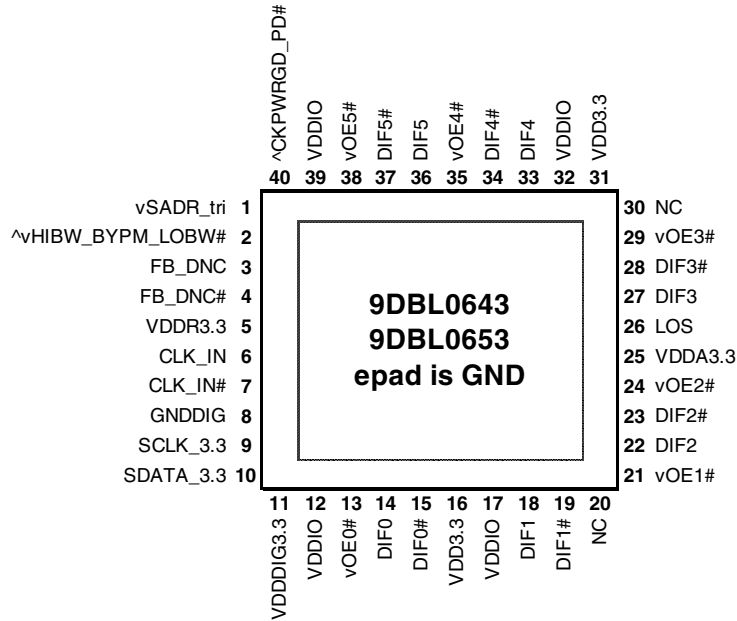 ^CKPWRGD_PD#
VDDIO
vOE5#
DIF5#
DIF5
vOE4#
DIF4#
DIF4
VDDIO
VDD3.3
40 39 38 37 36 35 34 33 32 31
vSADR_tri 1
^vHIBW_BYPM_LOBW# 2
FB_DNC 3
FB_DNC# 4
VDDR3.3 5
CLK_IN 6
CLK_IN# 7
GNDDIG 8
SCLK_3.3 9
SDATA_3.3 10
9DBL0643
9DBL0653
epad is GND
30 NC
29 vOE3#
28 DIF3#
27 DIF3
26 LOS
25 VDDA3.3
24 vOE2#
23 DIF2#
22 DIF2
21 vOE1#
11 12 13 14 15 16 17 18 19 20
VDDDIG3.3
VDDIO
vOE0#
DIF0
DIF0#
VDD3.3
VDDIO
DIF1
DIF1#
NC